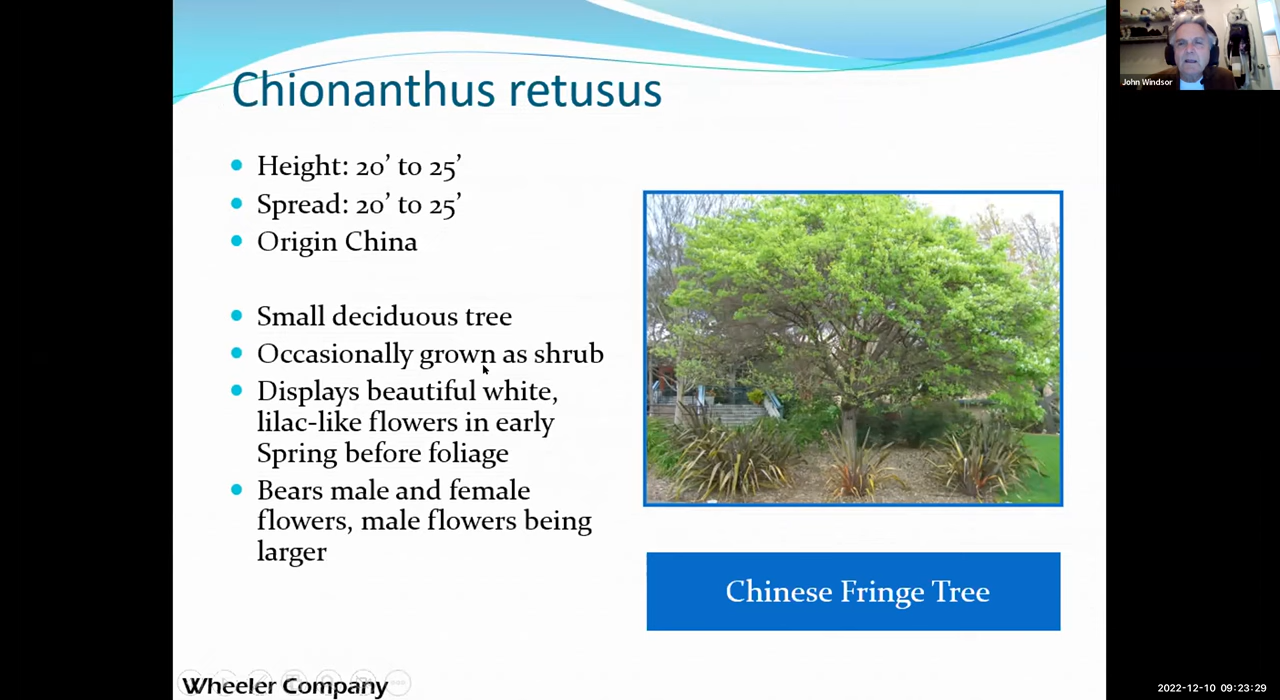 Chionanthus retusus
Height: 20’ to 25’
Spread: 20’ to 25’
Origin China
Small deciduous tree
Occasionally grown as shrub
Displays beautiful white,
lilac-like flowers in early
Spring before foliage
Bears male and female
flowers, male flowers being
larger
Chinese Fringe Tree
Wheeler Company
John Windsor
2022-12-10 09:23:29